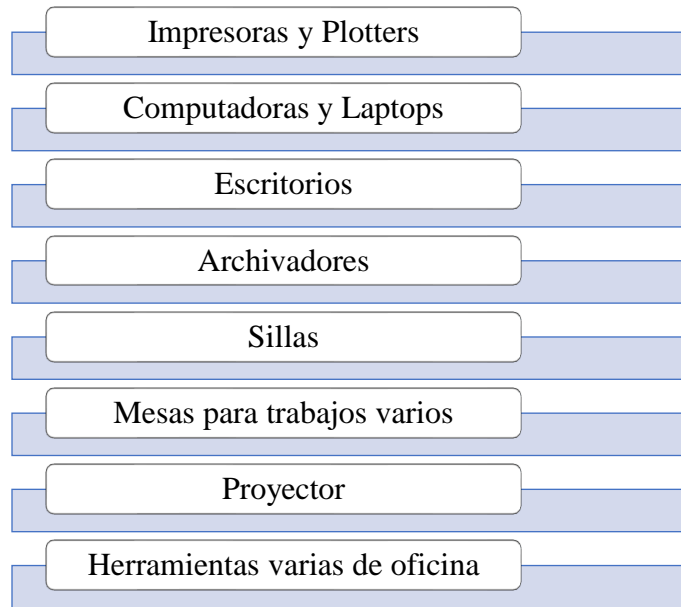 Impresoras y Plotters
Computadoras y Laptops
Escritorios
Archivadores
Sillas
Mesas para trabajos varios
Proyector
Herramientas varias de oficina